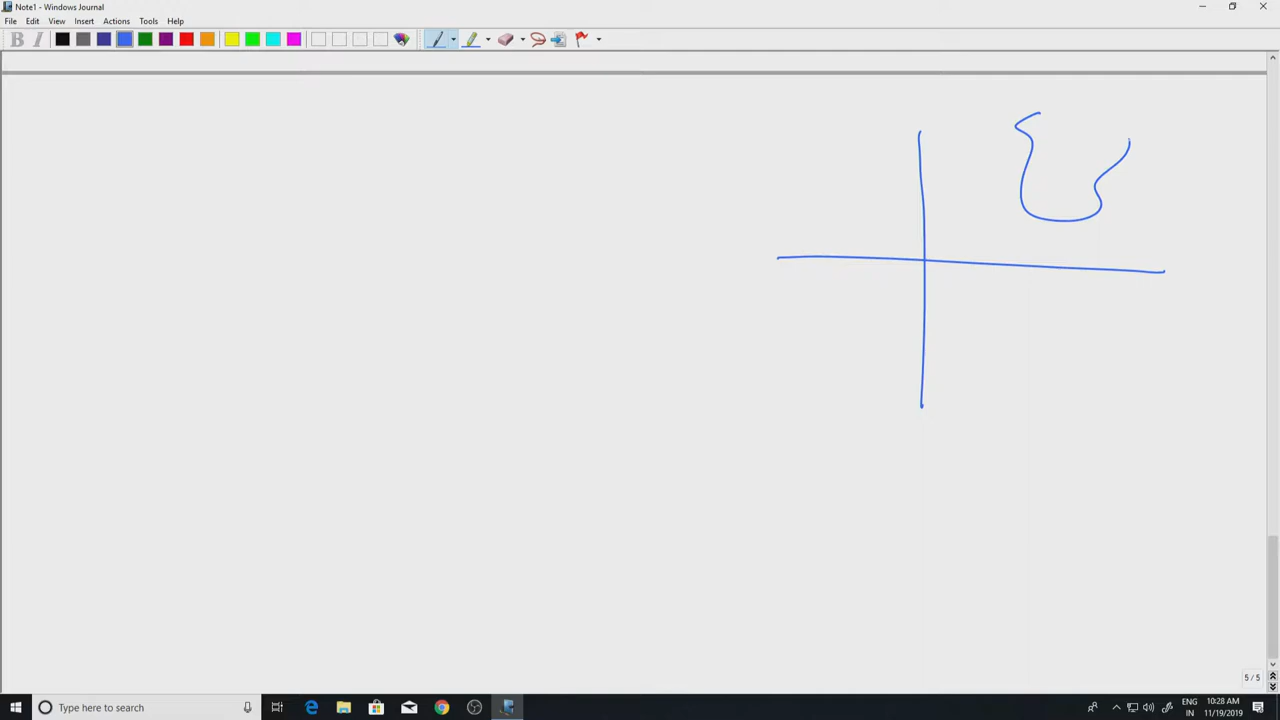 Note1 - Windows Journal
File Edit View Insert Actions Tools Help
B I
5 / 5
Type here to search
ENG 10:28 AM
IN 11/19/2019